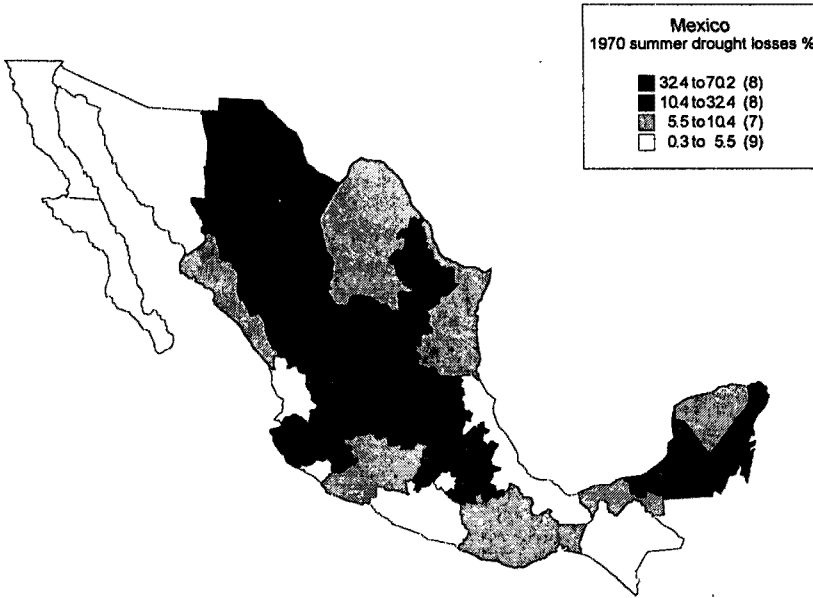 Mexico
1970 summer drought losses %
32.4 to 70.2 (8)
10.4 to 32.4 (8)
5.5 to 10.4 (7)
0.3 to 5.5 (9)